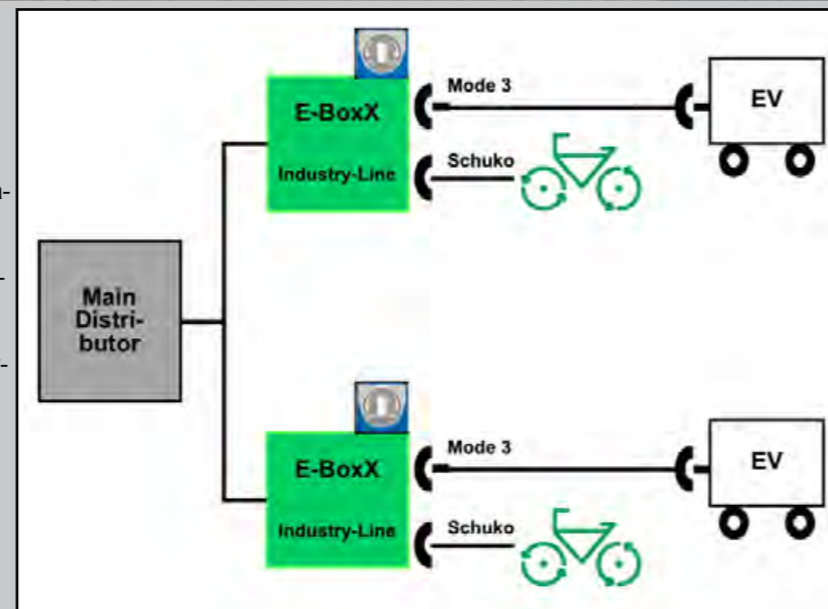 Mode 3
E-BoxX
EV
Schuko
Industry-Line
Main
Distri-
butor
Mode 3
E-BoxX
EV
Schuko
Industry-Line